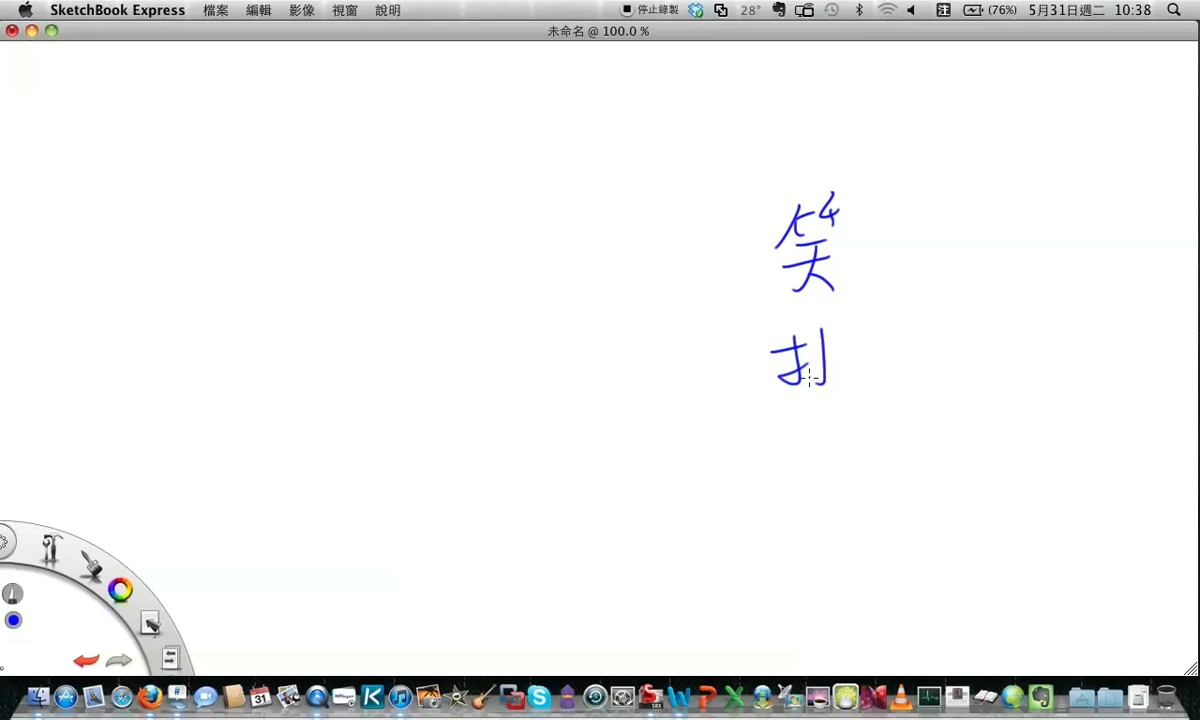 SketchBook Express 檔案 編輯 影像 視窗 說明 停止錄製 28° 注 (76%) 5月31日週二 10:38
未命名 @ 100.0 %
笑